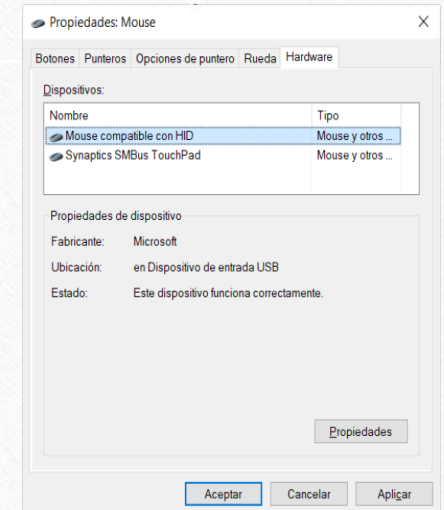 Propiedades: Mouse
Botones Punteros Opciones de puntero Rueda Hardware
Dispositivos:
Nombre Tipo
Mouse compatible con HID Mouse y otros ...
Synaptics SMBus TouchPad Mouse y otros ...
Propiedades de dispositivo
Fabricante: Microsoft
Ubicación: en Dispositivo de entrada USB
Estado: Este dispositivo funciona correctamente.
Propiedades
Aceptar Cancelar Aplicar